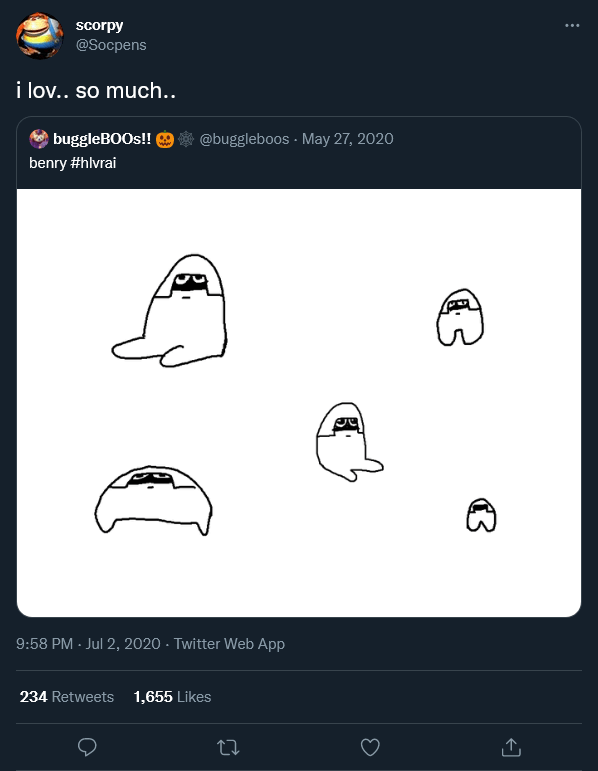 scorpy
@Socpens
i lov.. so much..
buggleBOOs!! 🎃 🕸 @buggleboos · May 27, 2020
benry #hlvrai
9:58 PM · Jul 2, 2020 · Twitter Web App
234 Retweets 1,655 Likes